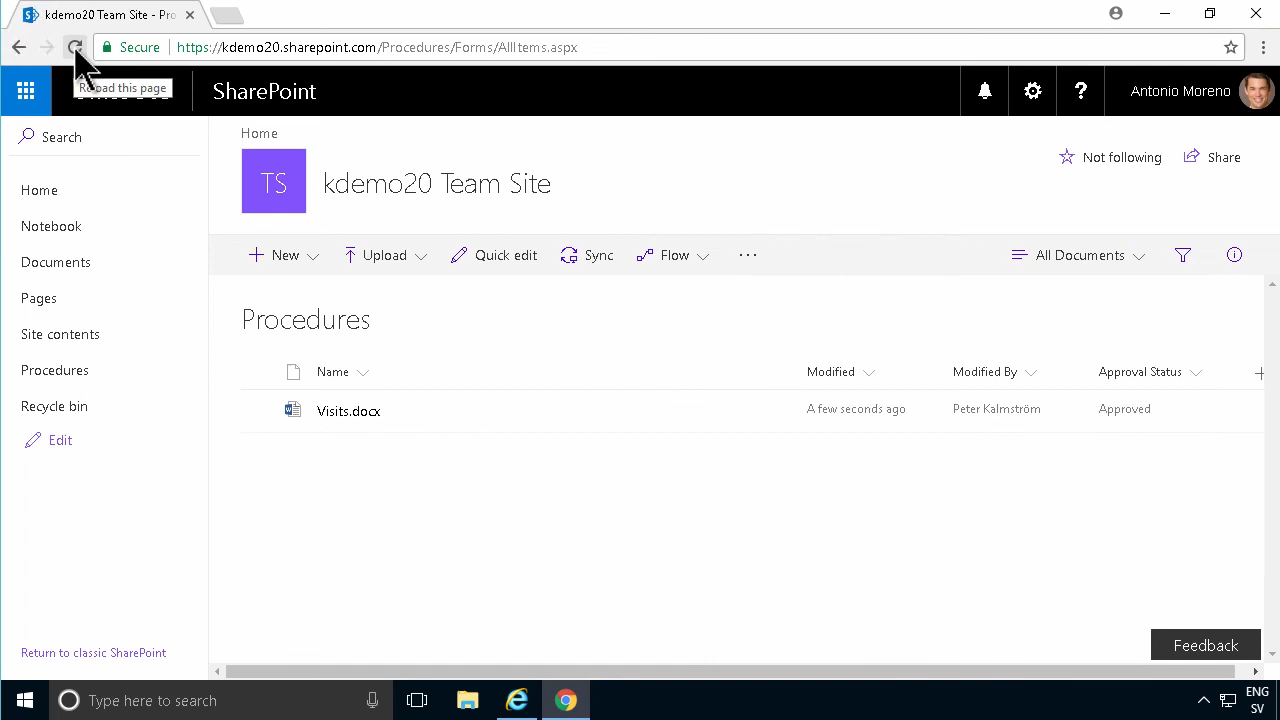 kdemo20 Team Site - Pro
Secure
https://kdemo20.sharepoint.com/Procedures/Forms/AllItems.aspx
Reload this page
SharePoint
Antonio Moreno
Search
Home
Notebook
Documents
Pages
Site contents
Procedures
Recycle bin
Edit
Return to classic SharePoint
Home
TS
kdemo20 Team Site
Not following
Share
New
Upload
Quick edit
Sync
Flow
All Documents
Procedures
Name Modified Modified By Approval Status
Visits.docx A few seconds ago Peter Kalmström Approved
Feedback
Type here to search
ENG
SV